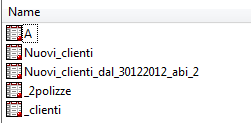 Name
A
Nuovi_clienti
Nuovi_clienti_dal_30122012_abi_2
_2polizze
_clienti